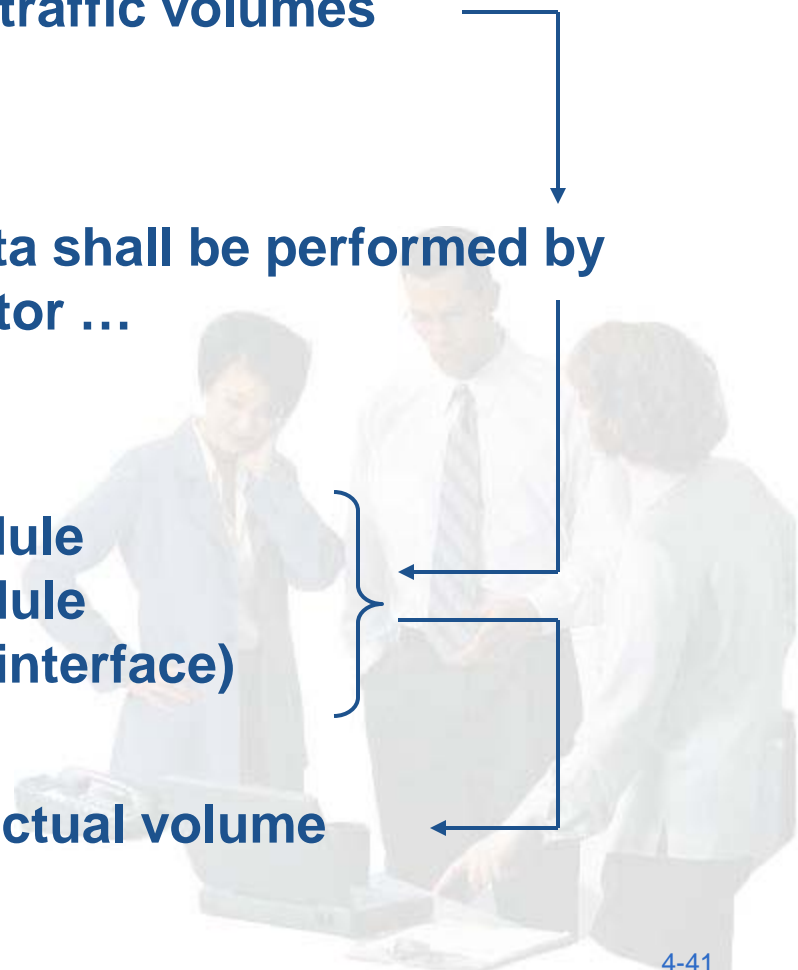 traffic volumes
ta shall be performed by
tor …
dule
dule
interface)
ctual volume
4-41